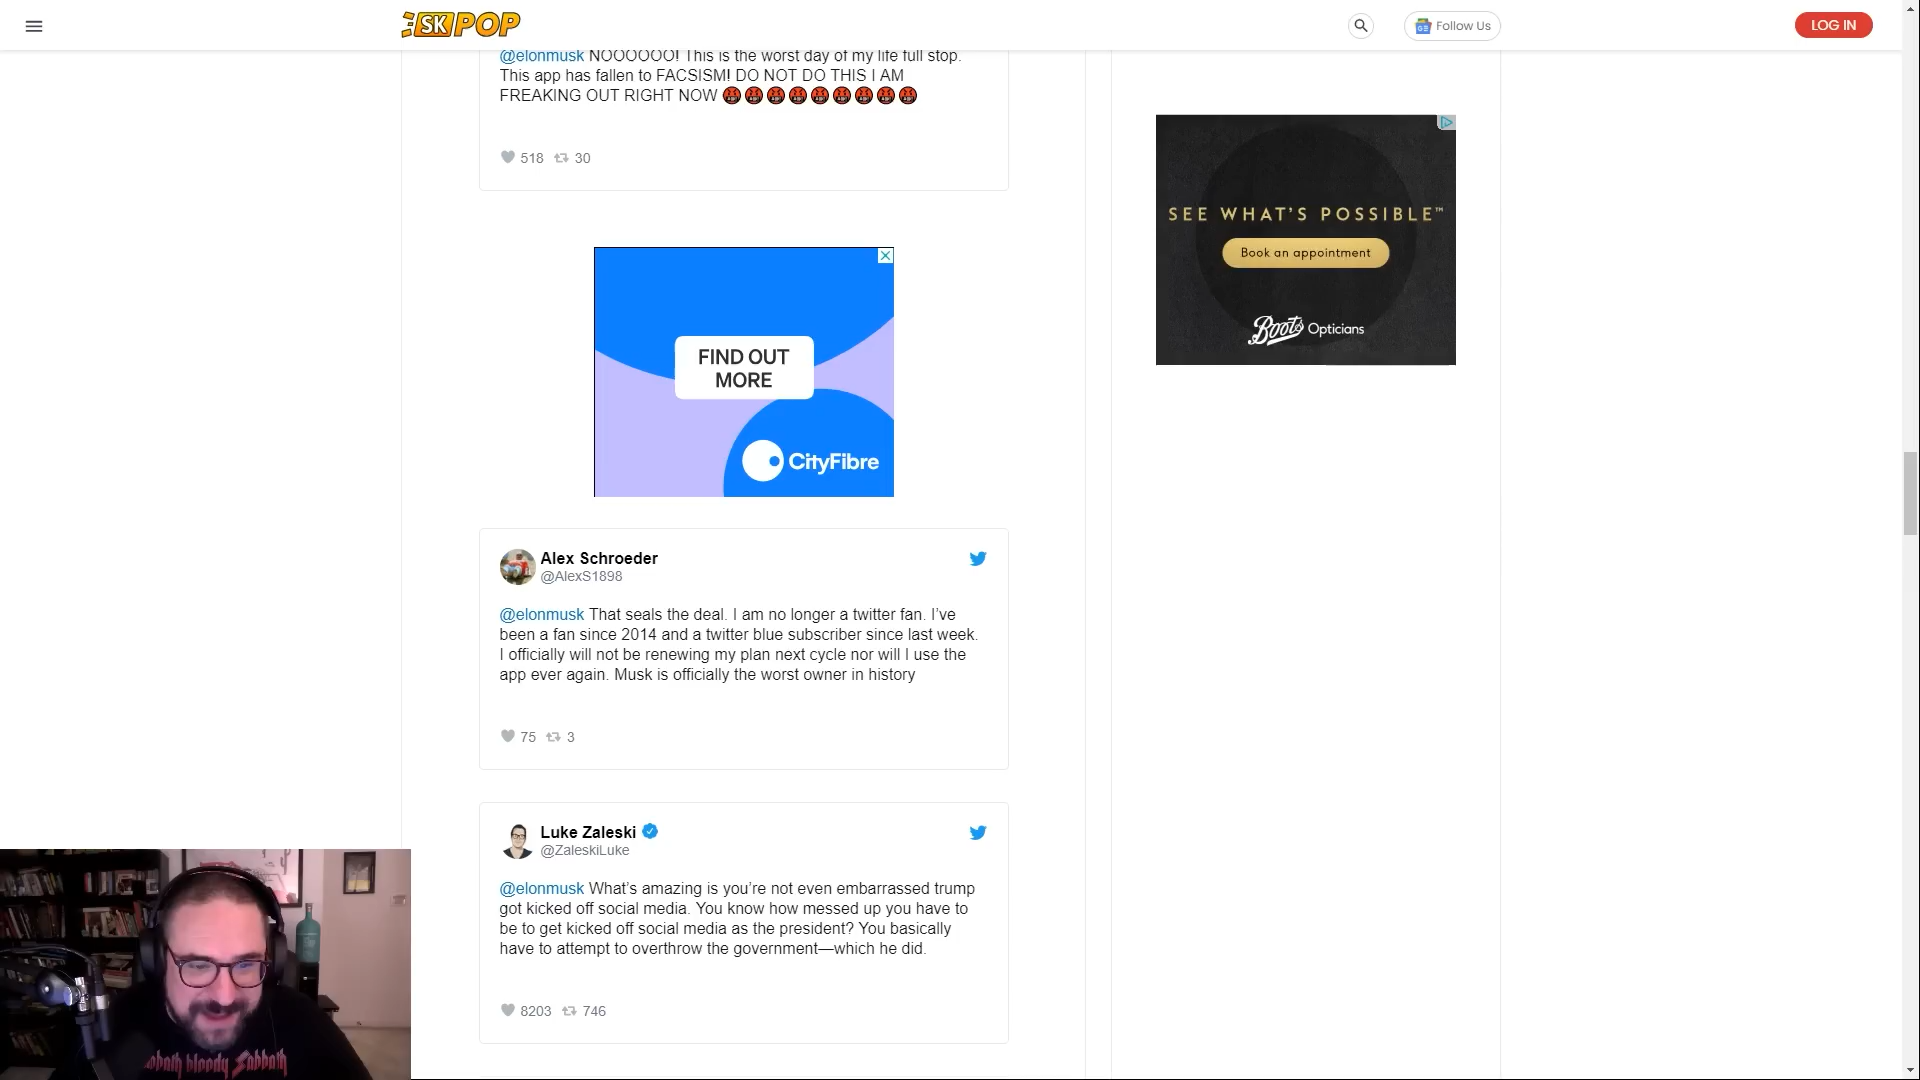 SK POP
Follow Us
LOG IN
@elonmusk NOOOOOO! This is the worst day of my life full stop.
This app has fallen to FACSISM! DO NOT DO THIS I AM
FREAKING OUT RIGHT NOW
518 30
SEE WHAT'S POSSIBLE™
Book an appointment
Boots Opticians
FIND OUT
MORE
CityFibre
Alex Schroeder
@AlexS1898
@elonmusk That seals the deal. I am no longer a twitter fan. I've
been a fan since 2014 and a twitter blue subscriber since last week.
I officially will not be renewing my plan next cycle nor will I use the
app ever again. Musk is officially the worst owner in history
75 3
Luke Zaleski
@ZaleskiLuke
@elonmusk What's amazing is you're not even embarrassed trump
got kicked off social media. You know how messed up you have to
be to get kicked off social media as the president? You basically
have to attempt to overthrow the government—which he did.
8203 746
bloody Sabbath